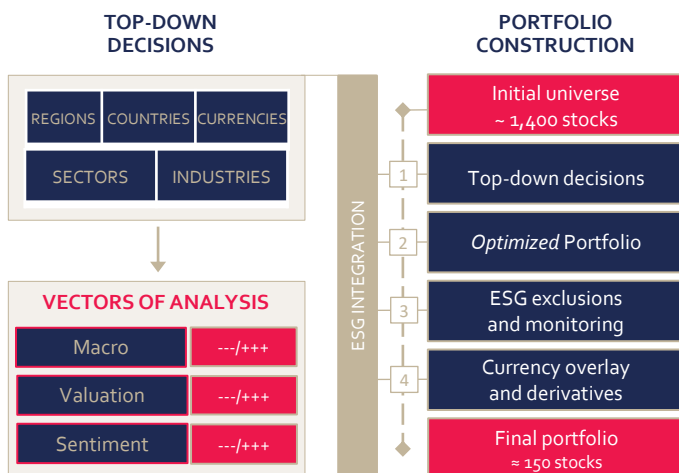 TOP-DOWN
DECISIONS
REGIONS COUNTRIES CURRENCIES
SECTORS INDUSTRIES
VECTORS OF ANALYSIS
Macro ---/+++
Valuation ---/+++
Sentiment ---/+++
ESG INTEGRATION
PORTFOLIO
CONSTRUCTION
Initial universe
~ 1,400 stocks
1 Top-down decisions
2 Optimized Portfolio
3 ESG exclusions
and monitoring
4 Currency overlay
and derivatives
Final portfolio
≈ 150 stocks